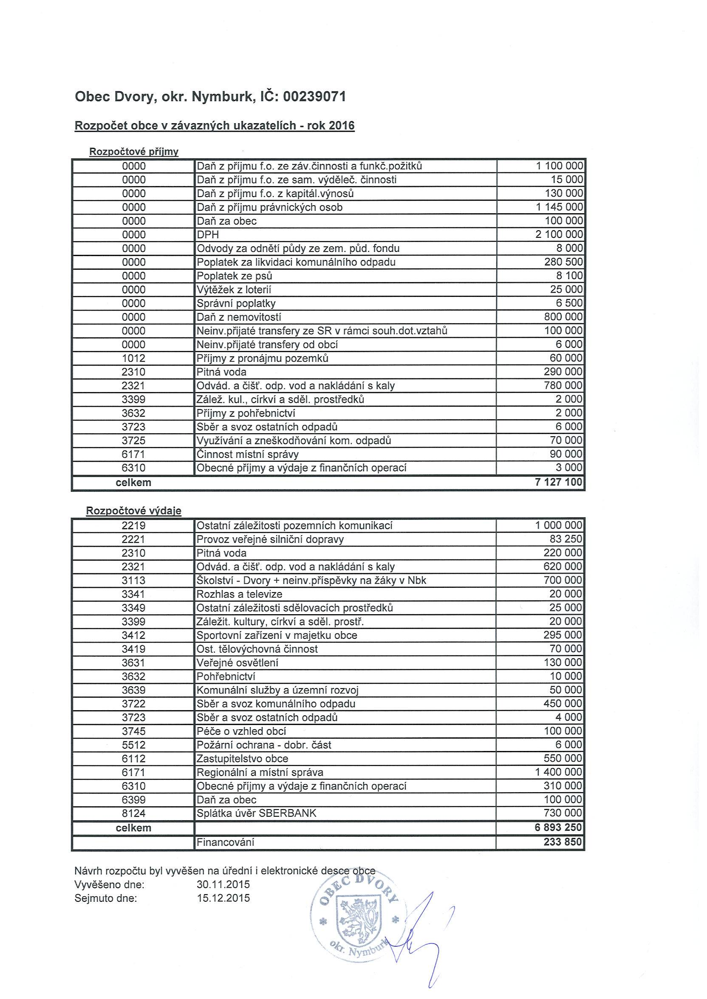 Obec Dvory, okr. Nymburk, IČ: 00239071
Rozpočet obce v závazných ukazatelích - rok 2016
Rozpočtové příjmy
0000 Daň z příjmu f.o. ze záv.činnosti a funkč.požitků 1 100 000
0000 Daň z příjmu f.o. ze sam. výděleč. činnosti 15 000
0000 Daň z příjmu f.o. z kapitál.výnosů 130 000
0000 Daň z příjmu právnických osob 1 145 000
0000 Daň za obec 100 000
0000 DPH 2 100 000
0000 Odvody za odnětí půdy ze zem. půd. fondu 8 000
0000 Poplatek za likvidaci komunálního odpadu 280 500
0000 Poplatek ze psů 8 100
0000 Výtěžek z loterií 25 000
0000 Správní poplatky 6 500
0000 Daň z nemovitostí 800 000
0000 Neinv.přijaté transfery ze SR v rámci souh.dot.vztahů 100 000
0000 Neinv.přijaté transfery od obcí 6 000
1012 Příjmy z pronájmu pozemků 60 000
2310 Pitná voda 290 000
2321 Odvád. a čišť. odp. vod a nakládání s kaly 780 000
3399 Zálež. kul., církví a sděl. prostředků 2 000
3632 Příjmy z pohřebnictví 2 000
3723 Sběr a svoz ostatních odpadů 6 000
3725 Využívání a zneškodňování kom. odpadů 70 000
6171 Činnost místní správy 90 000
6310 Obecné příjmy a výdaje z finančních operací 3 000
celkem 7 127 100
Rozpočtové výdaje
2219 Ostatní záležitosti pozemních komunikací 1 000 000
2221 Provoz veřejné silniční dopravy 83 250
2310 Pitná voda 220 000
2321 Odvád. a čišť. odp. vod a nakládání s kaly 620 000
3113 Školství - Dvory + neinv.příspěvky na žáky v Nbk 700 000
3341 Rozhlas a televize 20 000
3349 Ostatní záležitosti sdělovacích prostředků 25 000
3399 Záležit. kultury, církví a sděl. prostř. 20 000
3412 Sportovní zařízení v majetku obce 295 000
3419 Ost. tělovýchovná činnost 70 000
3631 Veřejné osvětlení 130 000
3632 Pohřebnictví 10 000
3639 Komunální služby a územní rozvoj 50 000
3722 Sběr a svoz komunálního odpadu 450 000
3723 Sběr a svoz ostatních odpadů 4 000
3745 Péče o vzhled obcí 100 000
5512 Požární ochrana - dobr. část 6 000
6112 Zastupitelstvo obce 550 000
6171 Regionální a místní správa 1 400 000
6310 Obecné příjmy a výdaje z finančních operací 310 000
6399 Daň za obec 100 000
8124 Splátka úvěr SBERBANK 730 000
celkem 6 893 250
Financování 233 850
Návrh rozpočtu byl vyvěšen na úřední i elektronické desce obce
Vyvěšeno dne: 30.11.2015
Sejmuto dne: 15.12.2015
OBEC DVORY
okr. Nymburk